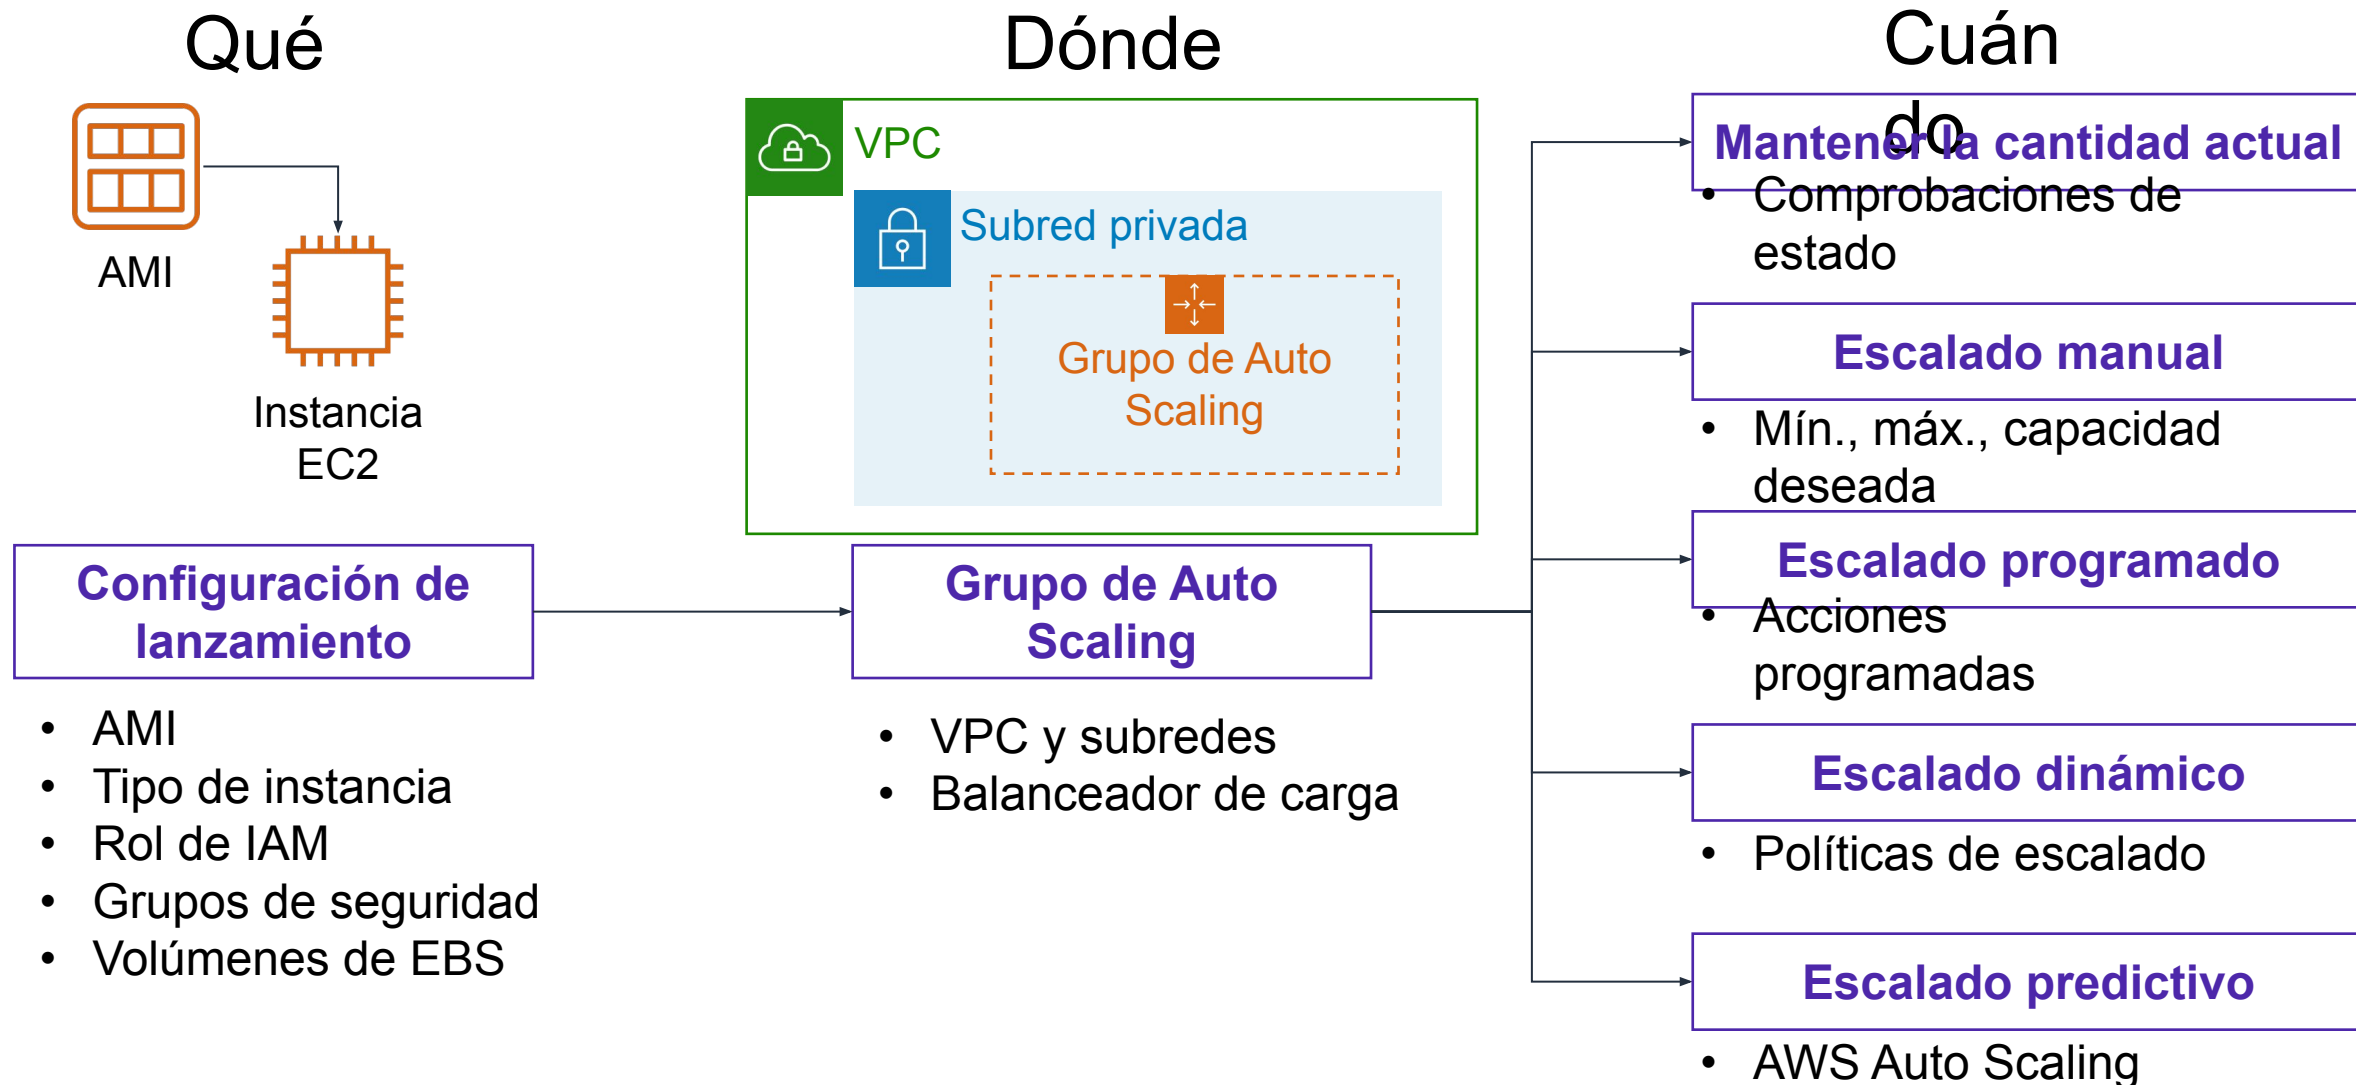 Qué
AMI
Instancia
EC2
Configuración de
lanzamiento
• AMI
• Tipo de instancia
• Rol de IAM
• Grupos de seguridad
• Volúmenes de EBS
Dónde
VPC
Subred privada
Grupo de Auto
Scaling
Grupo de Auto
Scaling
• VPC y subredes
• Balanceador de carga
Cuán
do
Mantener la cantidad actual
• Comprobaciones de
estado
Escalado manual
• Mín., máx., capacidad
deseada
Escalado programado
• Acciones
programadas
Escalado dinámico
• Políticas de escalado
Escalado predictivo
• AWS Auto Scaling